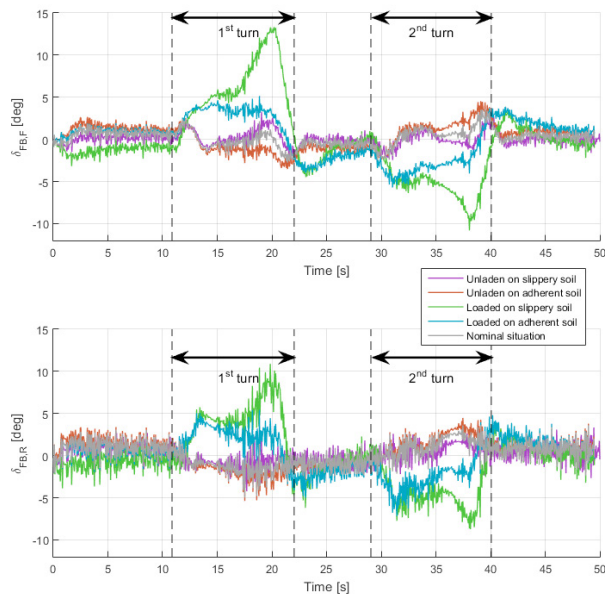 15
1st turn
2nd turn
10
5
0
-5
-10
δFB,F [deg]
0 5 10 15 20 25 30 35 40 45 50
Time [s]
Unladen on slippery soil
Unladen on adherent soil
Loaded on slippery soil
Loaded on adherent soil
Nominal situation
15
1st turn
2nd turn
10
5
0
-5
-10
δFB,R [deg]
0 5 10 15 20 25 30 35 40 45 50
Time [s]